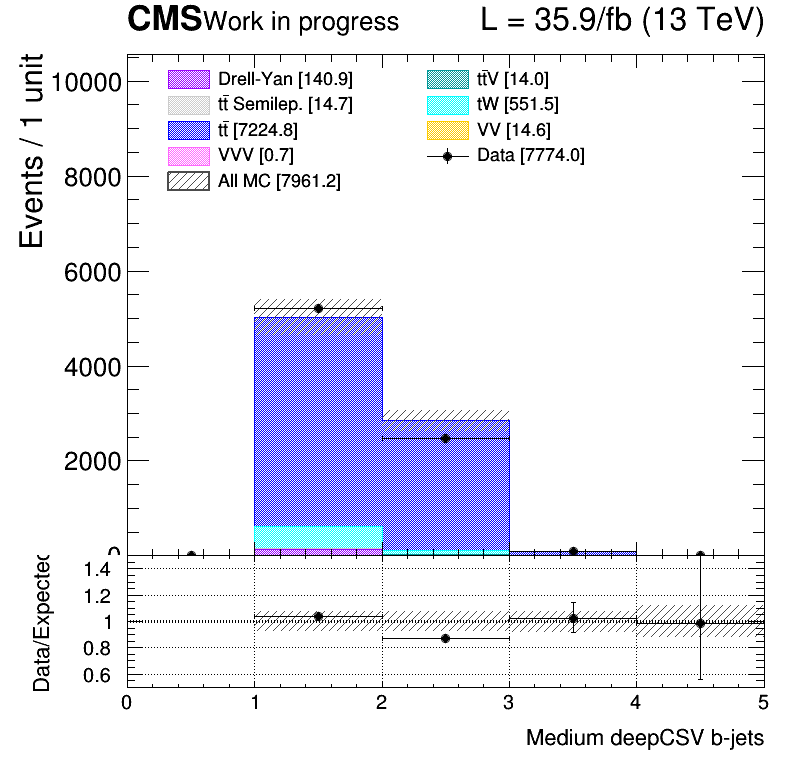 CMS Work in progress L = 35.9/fb (13 TeV)
Events / 1 unit
10000
8000
6000
4000
2000
0
Drell-Yan [140.9]
tt̄ Semilep. [14.7]
tt̄ [7224.8]
VVV [0.7]
All MC [7961.2]
tt̄V [14.0]
tW [551.5]
VV [14.6]
Data [7774.0]
Data/Expected
1.4
1.2
1
0.8
0.6
0 1 2 3 4 5
Medium deepCSV b-jets